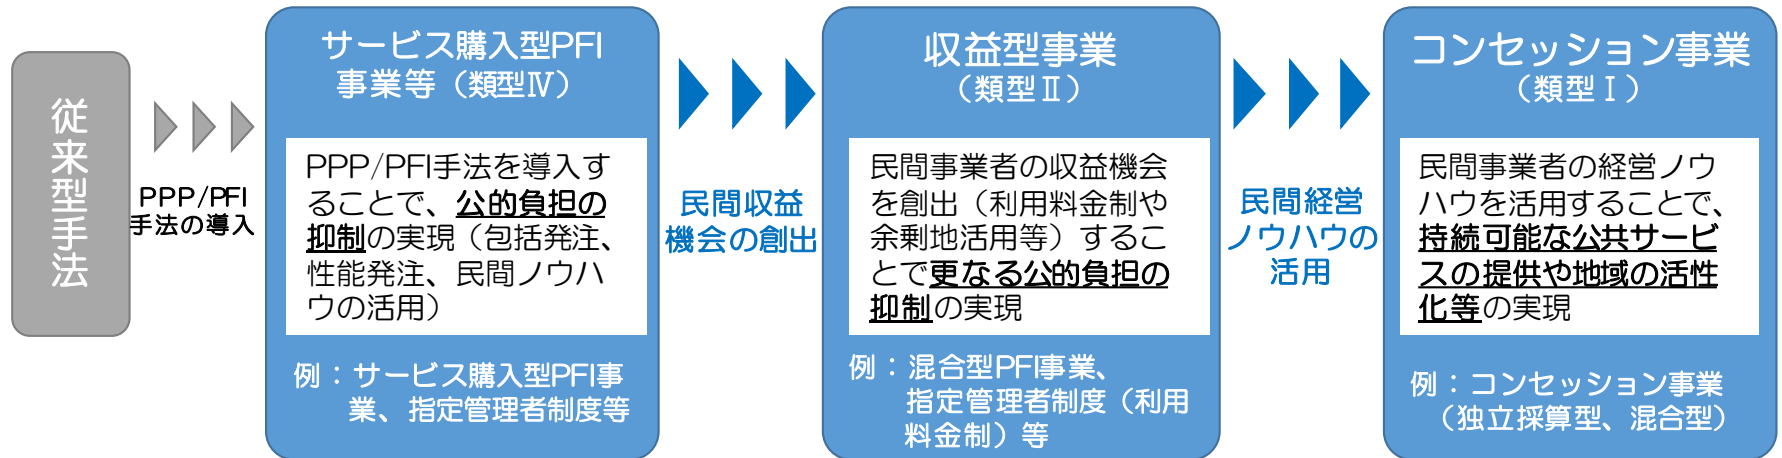 従来型手法
PPP/PFI
手法の導入
サービス購入型PFI
事業等（類型Ⅳ）
PPP/PFI手法を導入す
ることで、公的負担の
抑制の実現（包括発注、
性能発注、民間ノウハ
ウの活用）
例：サービス購入型PFI事
業、指定管理者制度等
民間収益
機会の創出
収益型事業
（類型Ⅱ）
民間事業者の収益機会
を創出（利用料金制や
余剰地活用等）するこ
とで更なる公的負担の
抑制の実現
例：混合型PFI事業、
指定管理者制度（利用
料金制）等
民間経営
ノウハウの
活用
コンセッション事業
（類型Ⅰ）
民間事業者の経営ノウ
ハウを活用することで、
持続可能な公共サービ
スの提供や地域の活性
化等の実現
例：コンセッション事業
（独立採算型、混合型）